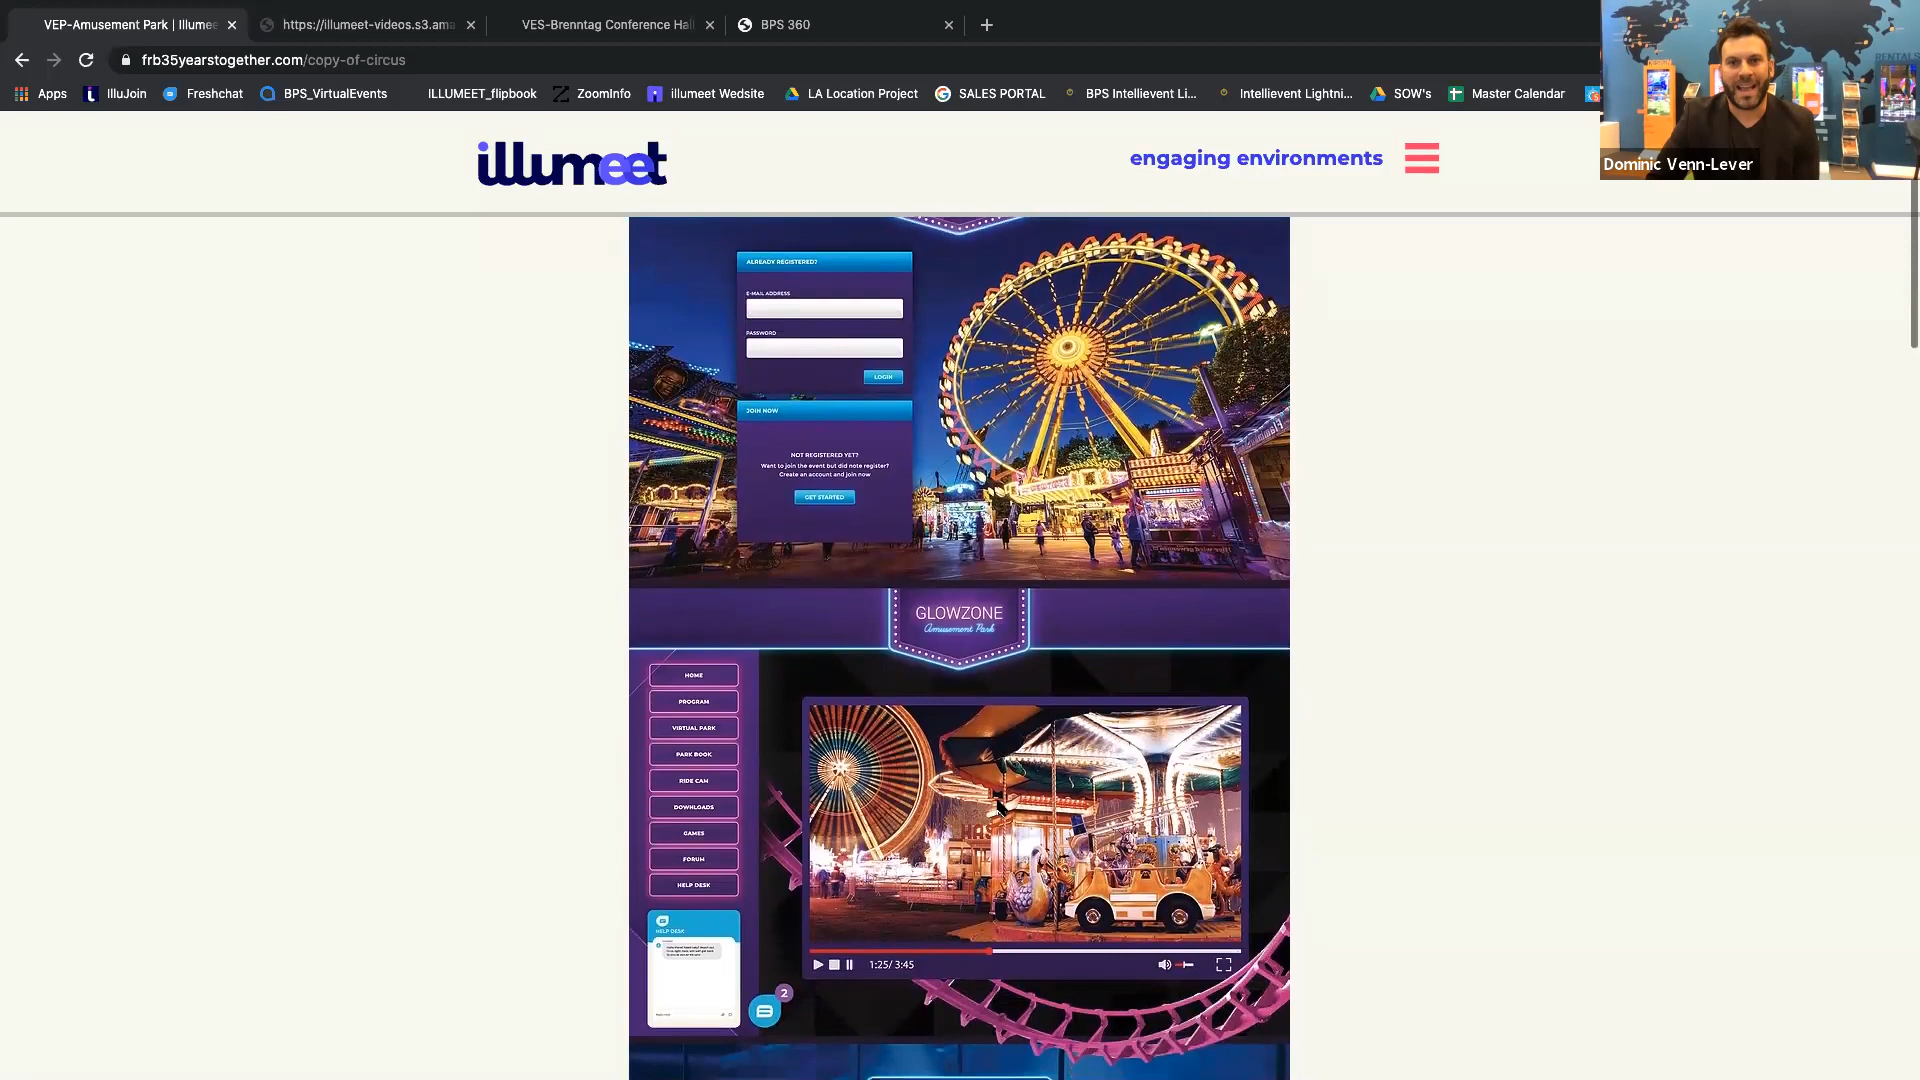 VEP-Amusement Park | Illumee
https://illumeet-videos.s3.ama
VES-Brenntag Conference Hall
BPS 360
frb35yearstogether.com/copy-of-circus
Apps
IlluJoin
Freshchat
BPS_VirtualEvents
ILLUMEET_flipbook
ZoomInfo
illumeet Wedsite
LA Location Project
SALES PORTAL
BPS Intellievent Li...
Intellievent Lightni...
SOW's
Master Calendar
DESIGN
RENTALS
Dominic Venn-Lever
illumeet
engaging environments
ALREADY REGISTERED?
E-MAIL ADDRESS
PASSWORD
LOGIN
JOIN NOW
NOT REGISTERED YET?
Want to join the event but did note register?
Create an account and join now
GET STARTED
GLOWZONE
Amusement Park
HOME
PROGRAM
VIRTUAL PARK
PARK BOOK
RIDE CAM
DOWNLOADS
GAMES
FORUM
HELP DESK
HELP DESK
1:25/ 3:45
2